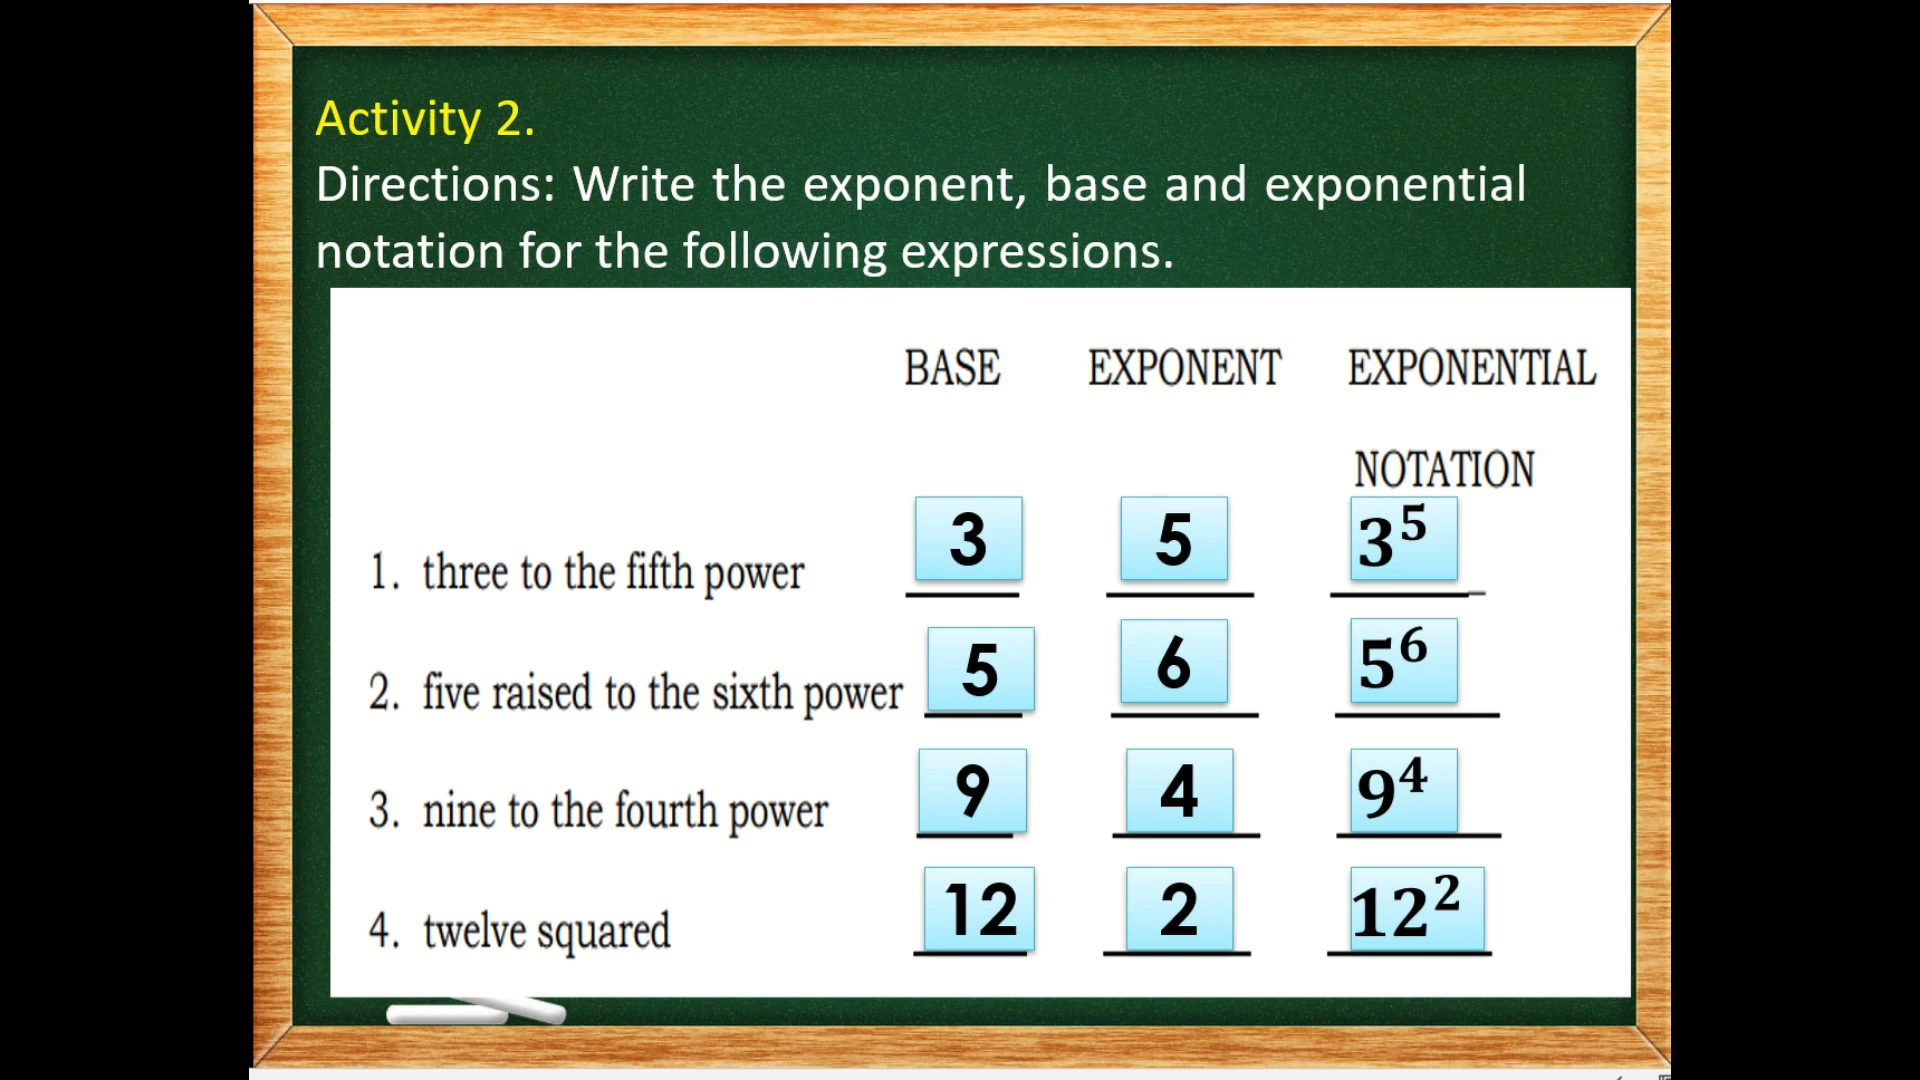 Activity 2.
Directions: Write the exponent, base and exponential
notation for the following expressions.
BASE EXPONENT EXPONENTIAL
NOTATION
1. three to the fifth power 3 5 3⁵
2. five raised to the sixth power 5 6 5⁶
3. nine to the fourth power 9 4 9⁴
4. twelve squared 12 2 12²